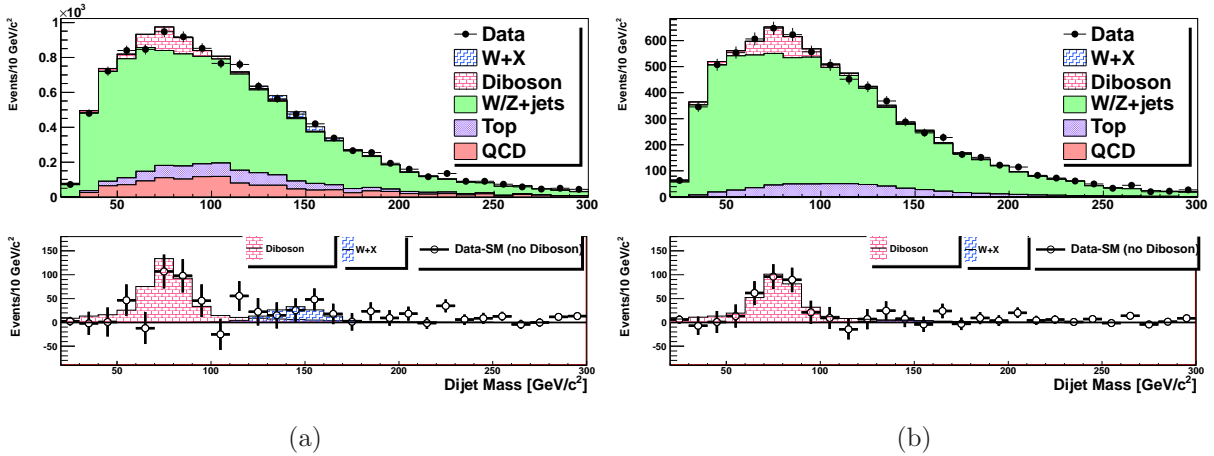 ×10³
Events/10 GeV/c²
1
0.8
0.6
0.4
0.2
0
50 100 150 200 250 300
Data
W+X
Diboson
W/Z+jets
Top
QCD
Events/10 GeV/c²
150
100
50
0
-50
Diboson
W+X
Data-SM (no Diboson)
50 100 150 200 250 300
Dijet Mass [GeV/c²]
(a)
Events/10 GeV/c²
600
500
400
300
200
100
0
50 100 150 200 250 300
Data
W+X
Diboson
W/Z+jets
Top
QCD
Events/10 GeV/c²
150
100
50
0
-50
Diboson
W+X
Data-SM (no Diboson)
50 100 150 200 250 300
Dijet Mass [GeV/c²]
(b)